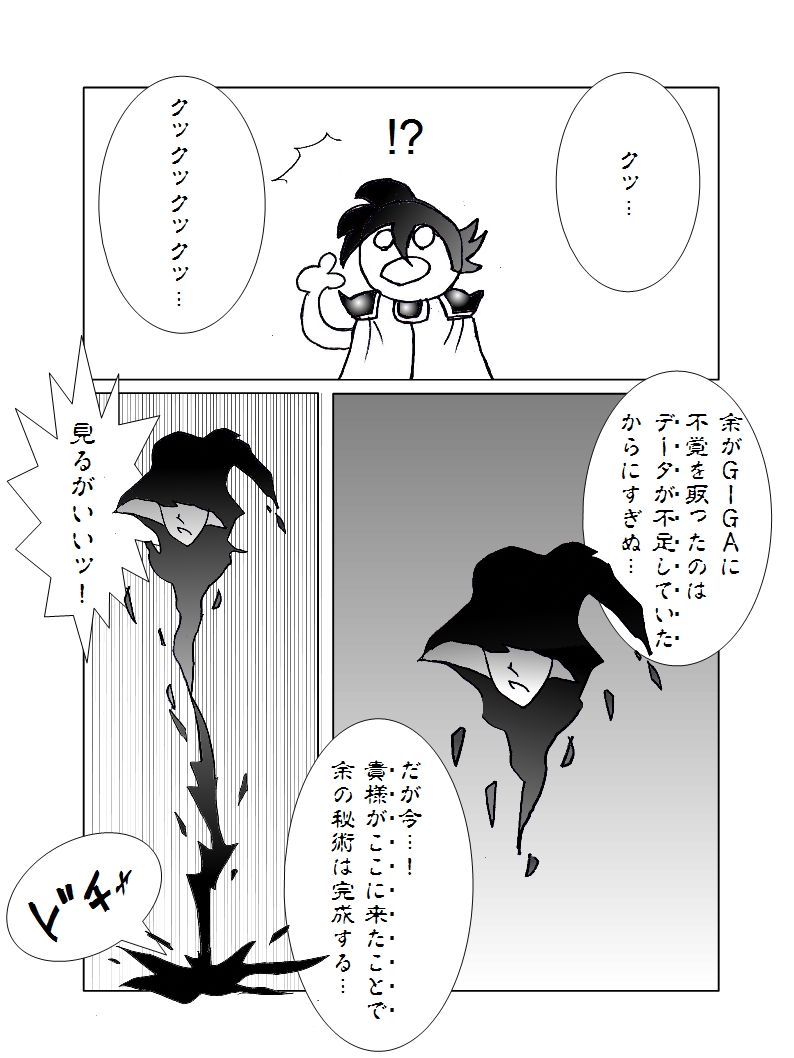 クッ…
!?
クックックックッ…
余がGIGAに
不覚を取ったのは
データが不足していた
からにすぎぬ…
だが今…！
貴様がここに来たことで
余の秘術は完成する…
見るがいいッ！
ドチャ